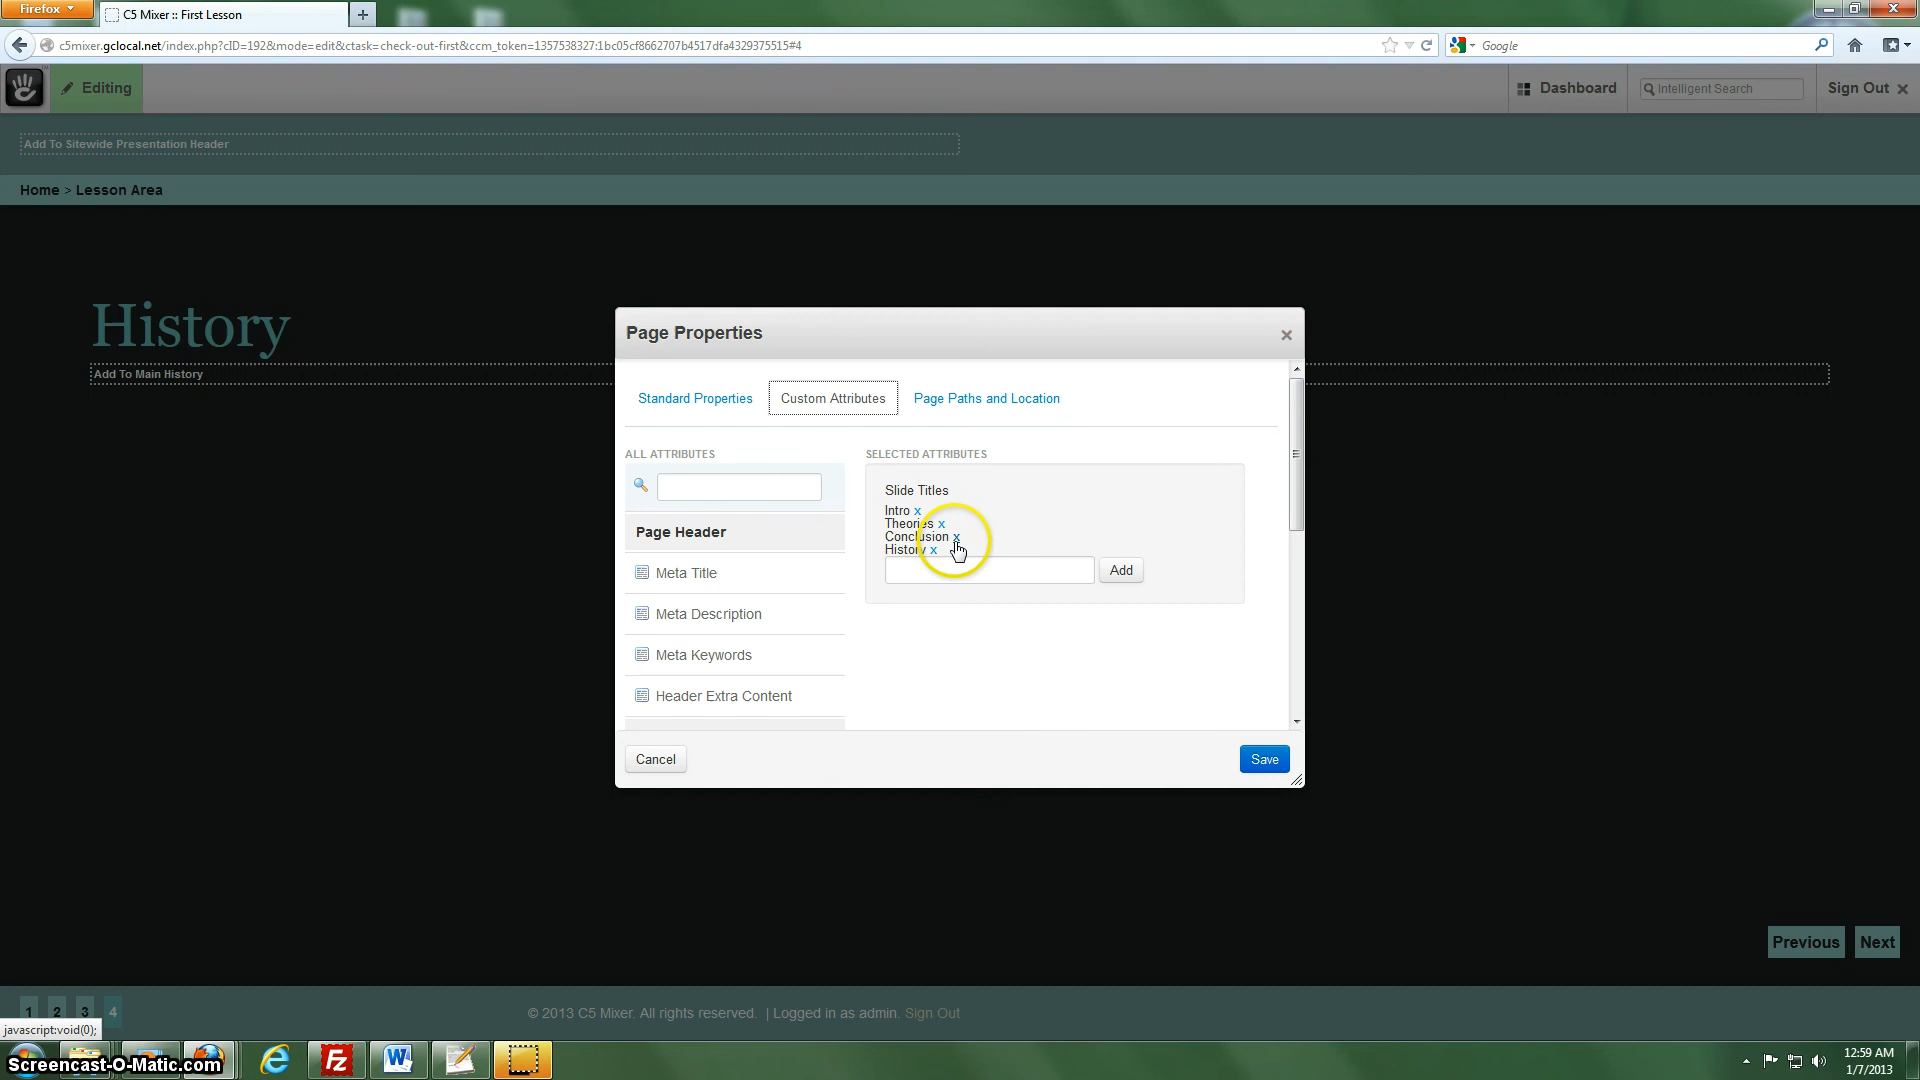 Firefox
C5 Mixer :: First Lesson
c5mixer.gclocal.net/index.php?cID=192&mode=edit&ctask=check-out-first&ccm_token=1357538327:1bc05cf8662707b4517dfa4329375515#4
Google
Editing
Dashboard
Intelligent Search
Sign Out
Add To Sitewide Presentation Header
Home > Lesson Area
History
Add To Main History
Page Properties
Standard Properties
Custom Attributes
Page Paths and Location
ALL ATTRIBUTES
SELECTED ATTRIBUTES
Slide Titles
Intro x
Theories x
Conclusion x
History x
Add
Page Header
Meta Title
Meta Description
Meta Keywords
Header Extra Content
Cancel
Save
Previous
Next
1 2 3 4
© 2013 C5 Mixer. All rights reserved. | Logged in as admin. Sign Out
javascript:void(0);
Screencast-O-Matic.com
12:59 AM
1/7/2013